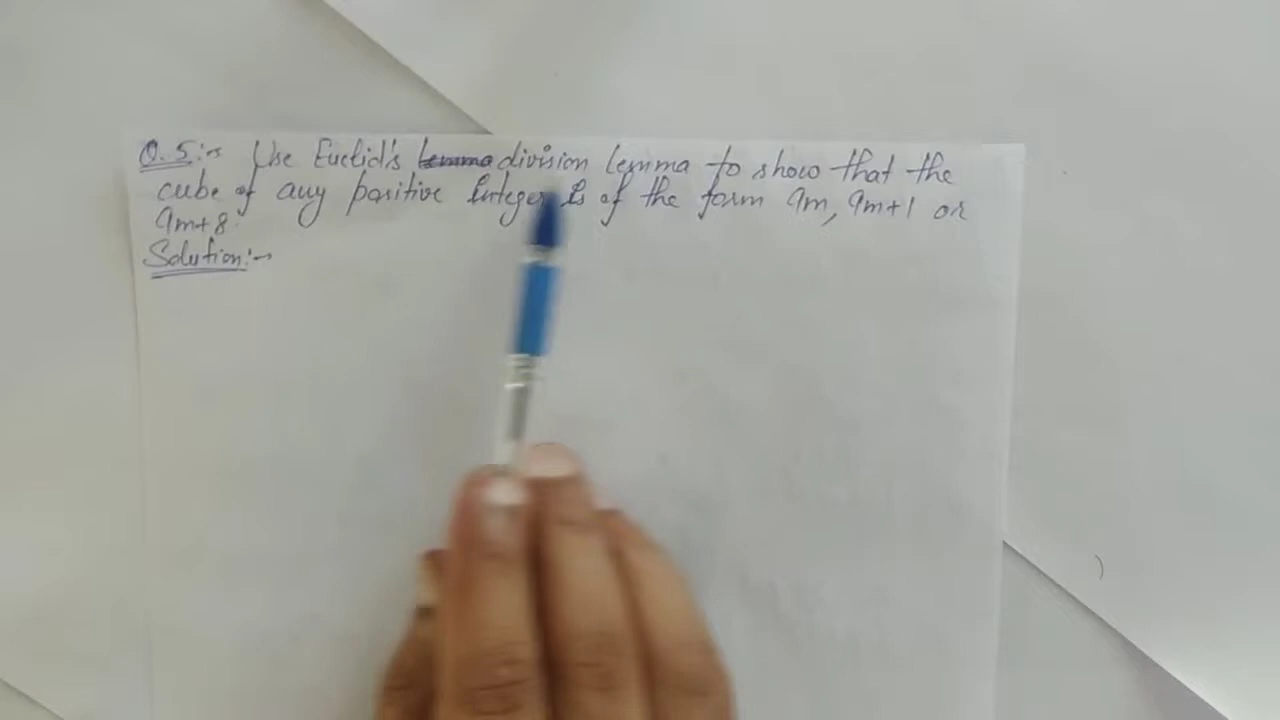 Q.5:- Use Euclid's division lemma to show that the
cube of any positive integer is of the form 9m, 9m+1 or
9m+8.
Solution:-